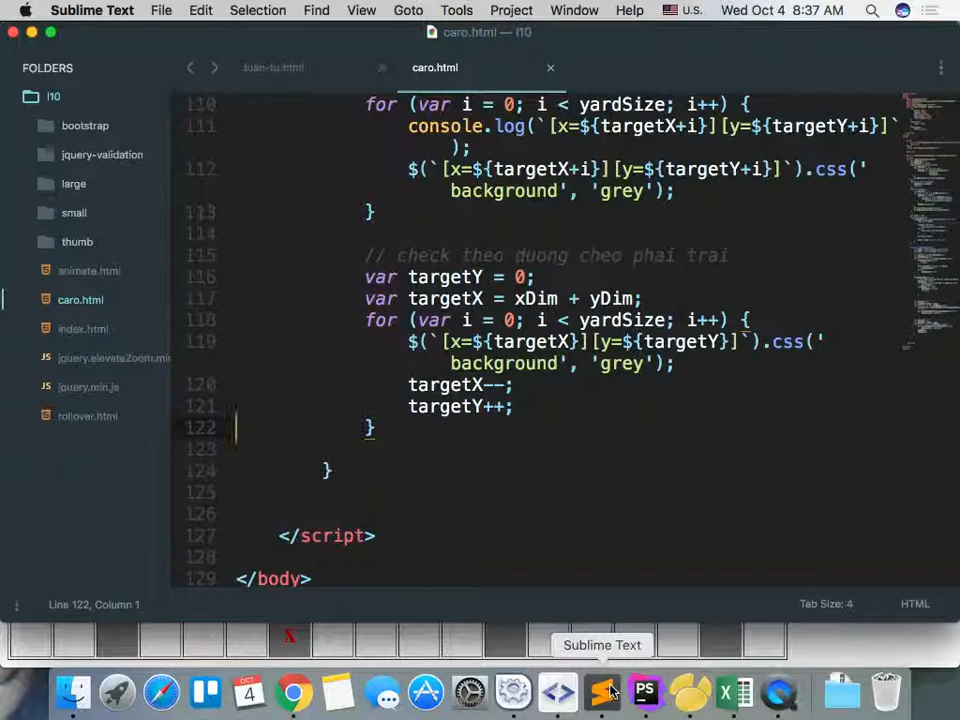 Sublime Text File Edit Selection Find View Goto Tools Project Window Help U.S. Wed Oct 4 8:37 AM
caro.html — l10
FOLDERS
l10
bootstrap
jquery-validation
large
small
thumb
animate.html
caro.html
index.html
jquery.elevateZoom.min
jquery.min.js
rollover.html
toan-tu.html
caro.html
110 for (var i = 0; i < yardSize; i++) {
111 console.log(`[x=${targetX+i}][y=${targetY+i}]`
);
112 $(`[x=${targetX+i}][y=${targetY+i}]`).css('
background', 'grey');
113 }
114
115 // check theo duong cheo phai trai
116 var targetY = 0;
117 var targetX = xDim + yDim;
118 for (var i = 0; i < yardSize; i++) {
119 $(`[x=${targetX}][y=${targetY}]`).css('
background', 'grey');
120 targetX--;
121 targetY++;
122 }
123
124 }
125
126
127 </script>
128
129 </body>
Line 122, Column 1
Tab Size: 4
HTML
X
Sublime Text
4
PS